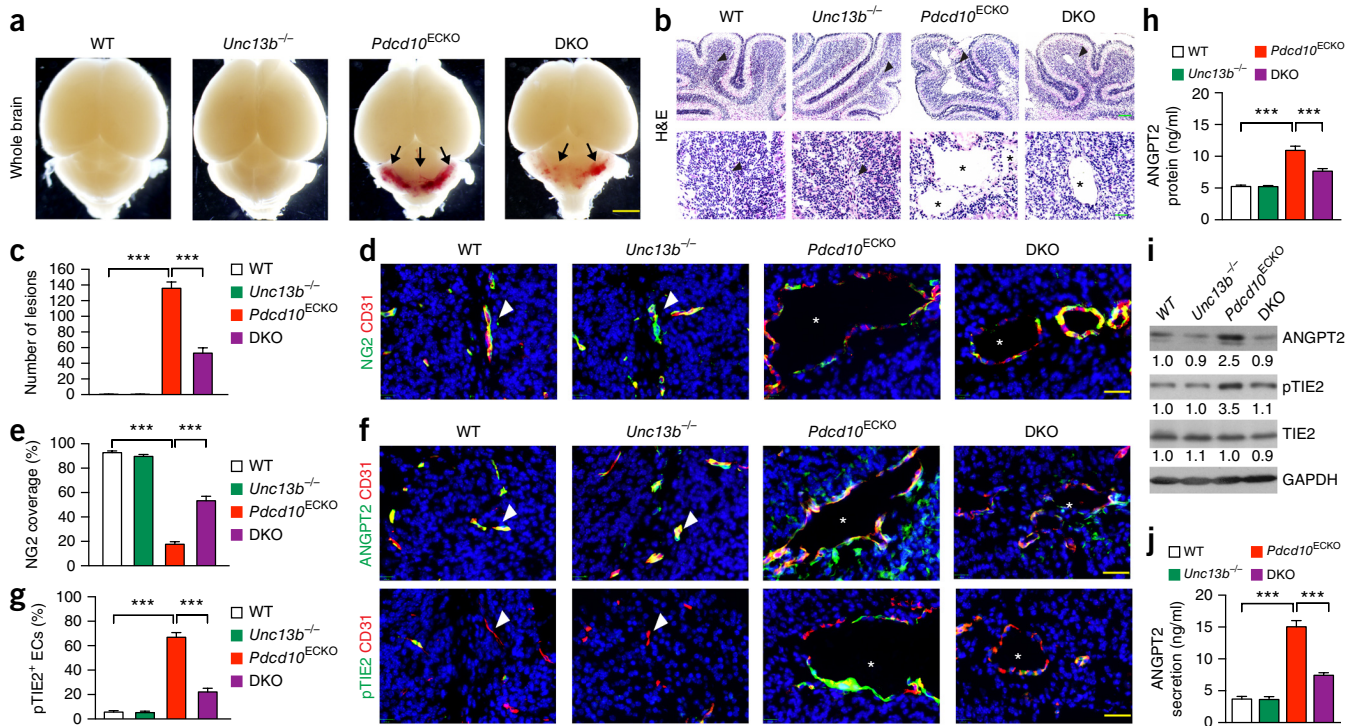 a
WT
Unc13b–/–
Pdcd10ECKO
DKO
Whole brain
b
WT
Unc13b–/–
Pdcd10ECKO
DKO
H&E
*
*
*
*
c
Number of lesions
160
140
120
100
80
60
40
20
0
***
***
WT
Unc13b–/–
Pdcd10ECKO
DKO
d
WT
Unc13b–/–
Pdcd10ECKO
DKO
NG2 CD31
*
*
e
NG2 coverage (%)
100
80
60
40
20
0
***
***
WT
Unc13b–/–
Pdcd10ECKO
DKO
f
WT
Unc13b–/–
Pdcd10ECKO
DKO
ANGPT2 CD31
*
*
pTIE2 CD31
*
*
g
pTIE2+ ECs (%)
80
60
40
20
0
***
***
WT
Unc13b–/–
Pdcd10ECKO
DKO
h
WT
Pdcd10ECKO
Unc13b–/–
DKO
ANGPT2
protein (ng/ml)
20
15
10
5
0
***
***
i
WT
Unc13b–/–
Pdcd10ECKO
DKO
ANGPT2
1.0 0.9 2.5 0.9
pTIE2
1.0 1.0 3.5 1.1
TIE2
1.0 1.1 1.0 0.9
GAPDH
j
WT
Pdcd10ECKO
Unc13b–/–
DKO
ANGPT2
secretion (ng/ml)
20
15
10
5
0
***
***